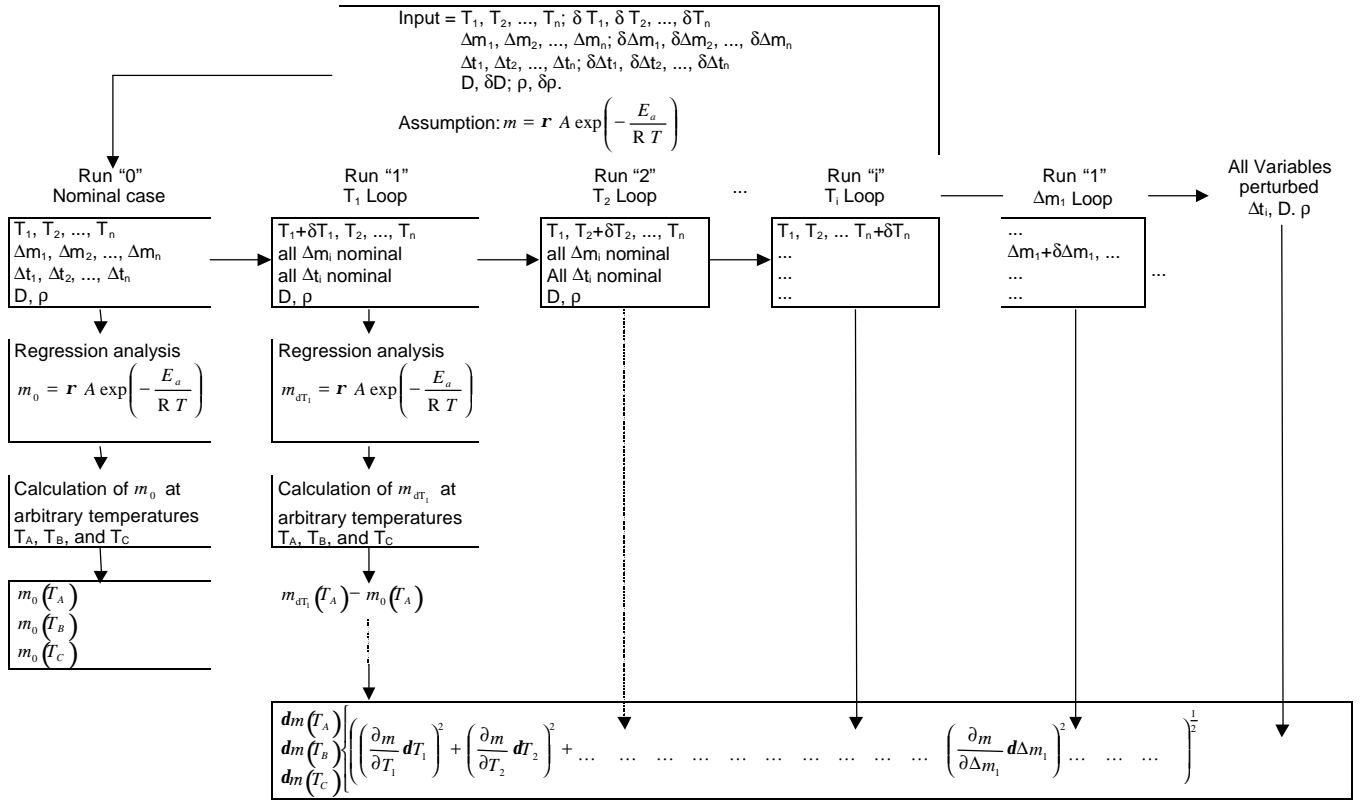 Input = T₁, T₂, ..., Tₙ; δ T₁, δ T₂, ..., δTₙ
Δm₁, Δm₂, ..., Δmₙ; δΔm₁, δΔm₂, ..., δΔmₙ
Δt₁, Δt₂, ..., Δtₙ; δΔt₁, δΔt₂, ..., δΔtₙ
D, δD; ρ, δρ.
Assumption: m = r A exp(− E_a / R T)
Run “0”
Nominal case
T₁, T₂, ..., Tₙ
Δm₁, Δm₂, ..., Δmₙ
Δt₁, Δt₂, ..., Δtₙ
D, ρ
Regression analysis
m₀ = r A exp(− E_a / R T)
Calculation of m₀ at
arbitrary temperatures
T_A, T_B, and T_C
m₀(T_A)
m₀(T_B)
m₀(T_C)
Run “1”
T₁ Loop
T₁+δT₁, T₂, ..., Tₙ
all Δmᵢ nominal
all Δtᵢ nominal
D, ρ
Regression analysis
m_dT₁ = r A exp(− E_a / R T)
Calculation of m_dT₁ at
arbitrary temperatures
T_A, T_B, and T_C
m_dT₁(T_A) − m₀(T_A)
Run “2”
T₂ Loop
T₁, T₂+δT₂, ..., Tₙ
all Δmᵢ nominal
All Δtᵢ nominal
D, ρ
...
Run “i”
Tᵢ Loop
T₁, T₂, ... Tₙ+δTₙ
...
...
...
Run “1”
Δm₁ Loop
...
Δm₁+δΔm₁, ...
...
...
...
All Variables
perturbed
Δtᵢ, D. ρ
dm(T_A)
dm(T_B) { [ ( ( ∂m/∂T₁ dT₁ )² + ( ∂m/∂T₂ dT₂ )² + ... ... ... ... ... ... ... ... ... ... ( ∂m/∂Δm₁ dΔm₁ )² ... ... ... )^½
dm(T_C)